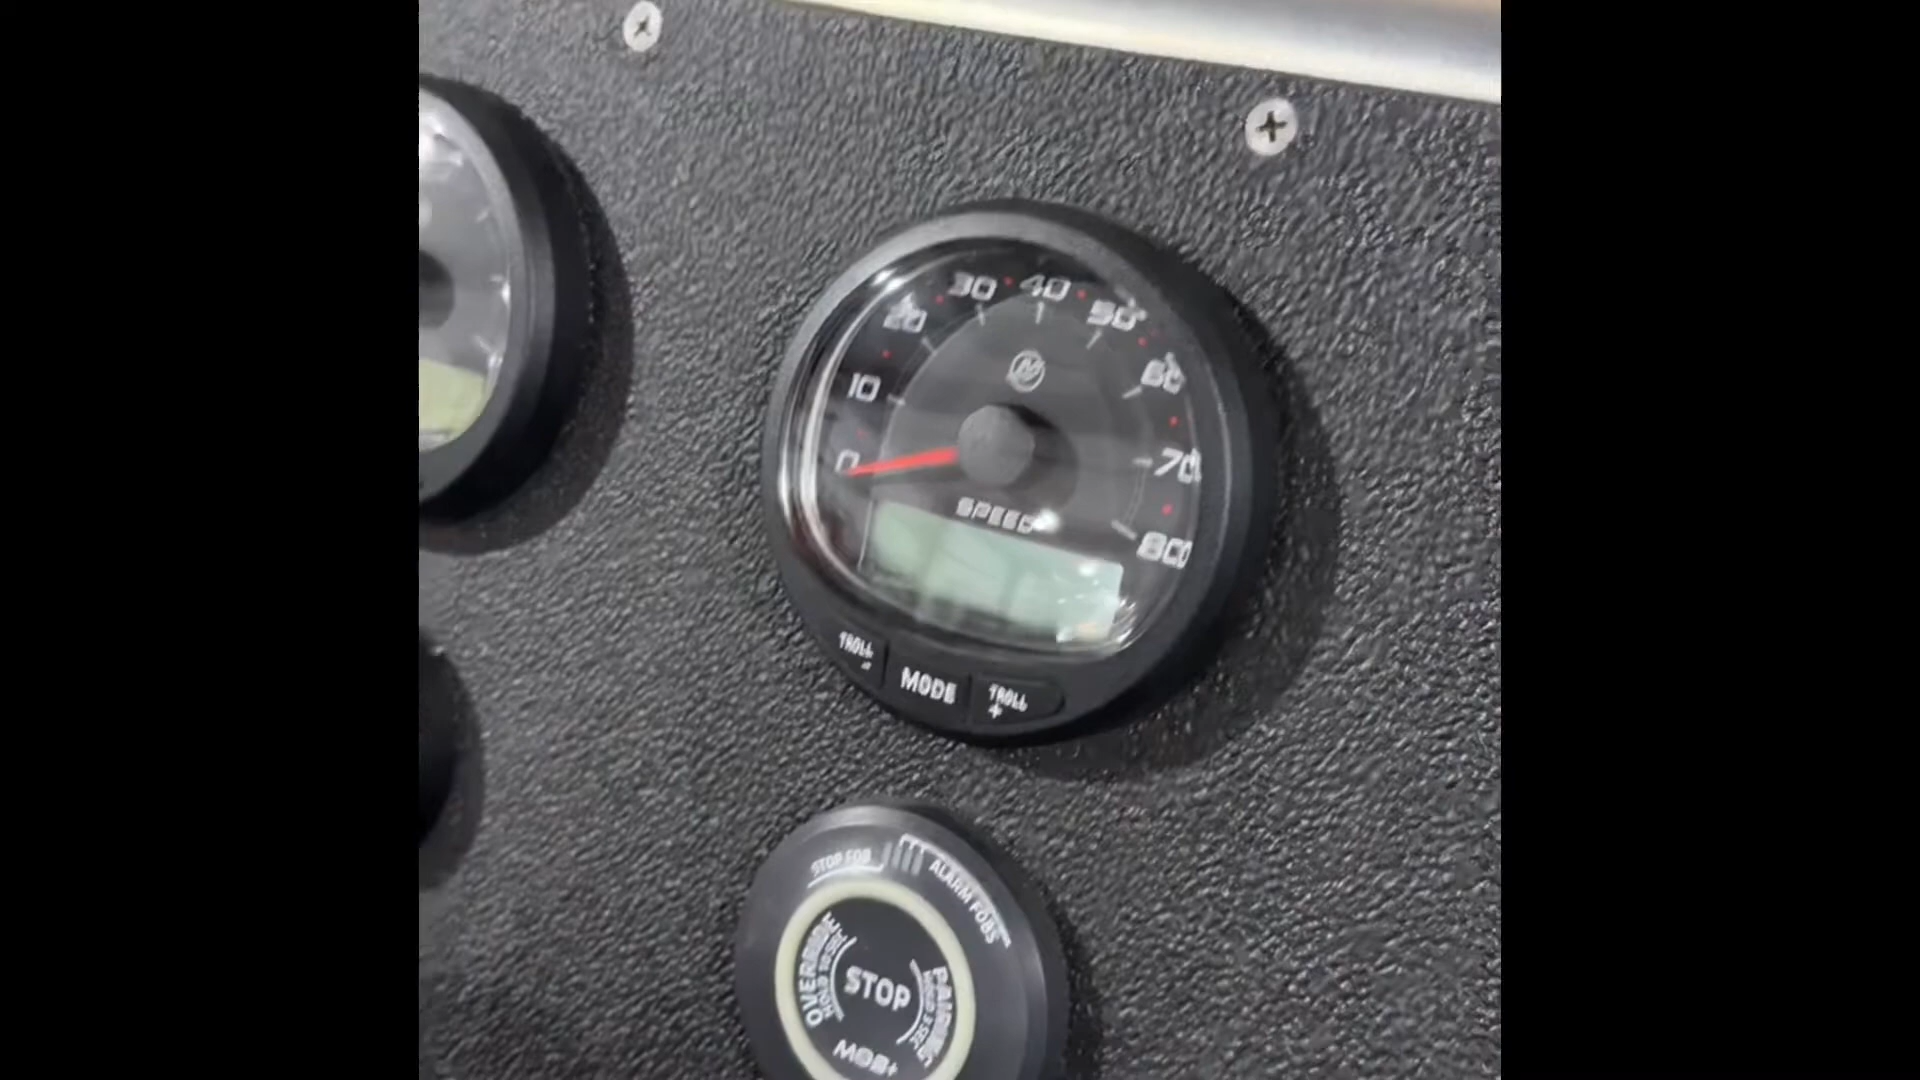 30 40
20 50
10 60
0 70
SPEED
80
TROLL
-
MODE
TROLL
+
STOP FOB
ALARM FOBS
STOP
MOB+